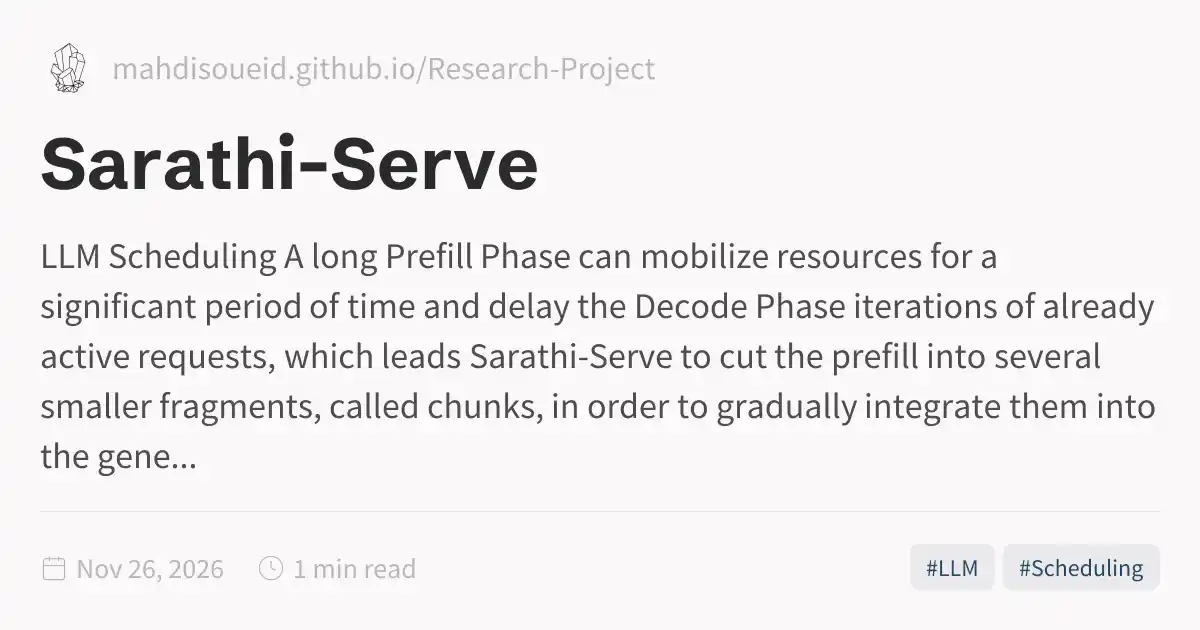 mahdisoueid.github.io/Research-Project
Sarathi-Serve
LLM Scheduling A long Prefill Phase can mobilize resources for a
significant period of time and delay the Decode Phase iterations of already
active requests, which leads Sarathi-Serve to cut the prefill into several
smaller fragments, called chunks, in order to gradually integrate them into
the gene...
Nov 26, 2026 1 min read #LLM #Scheduling